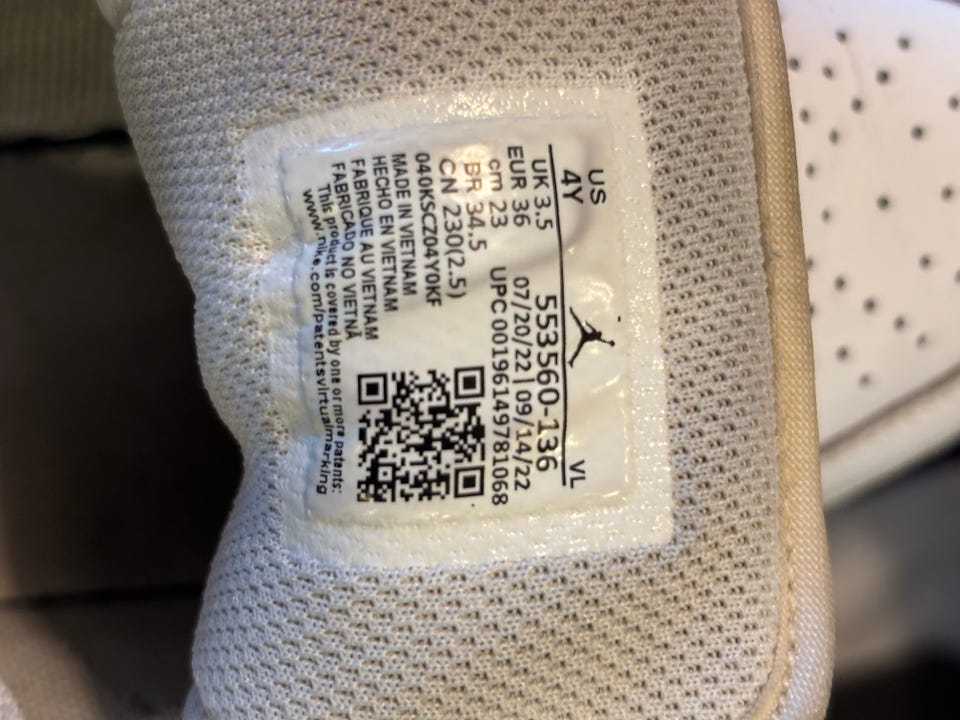 US
4Y VL
UK 3.5 553560-136
EUR 36 07/20/22 | 09/14/22
cm 23 UPC 00196149781068
BR 34.5
CN 230(2.5)
040KSCZ04Y0KF
MADE IN VIETNAM
HECHO EN VIETNAM
FABRIQUE AU VIETNAM
FABRICADO NO VIETNÃ
This product is covered by one or more patents:
www.nike.com/patentsvirtualmarking